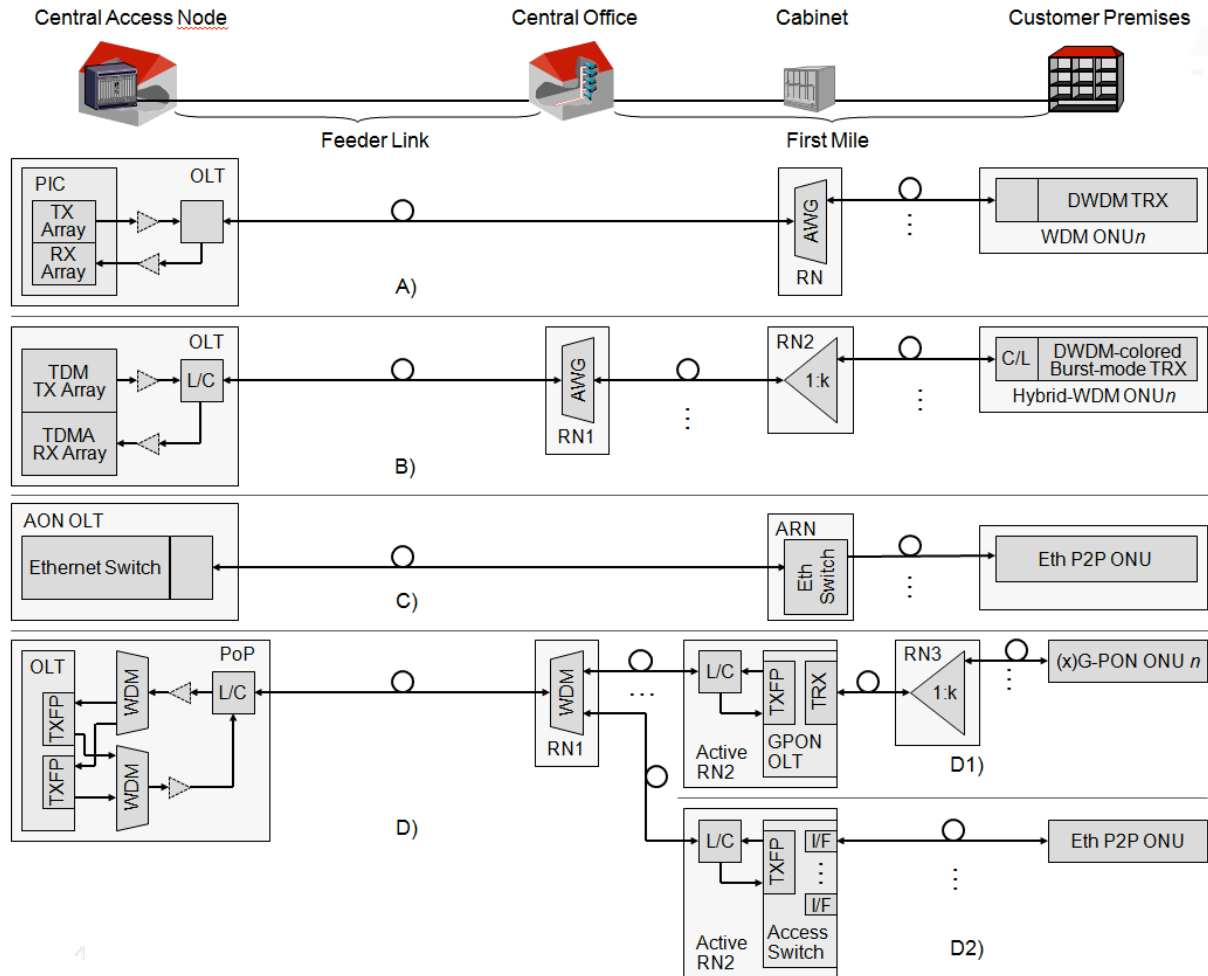 Central Access Node
Central Office
Cabinet
Customer Premises
Feeder Link
First Mile
OLT
PIC
TX
Array
RX
Array
A)
AWG
RN
DWDM TRX
WDM ONUn
OLT
TDM
TX Array
TDMA
RX Array
L/C
B)
AWG
RN1
RN2
1:k
C/L
DWDM-colored
Burst-mode TRX
Hybrid-WDM ONUn
AON OLT
Ethernet Switch
C)
ARN
Eth
Switch
Eth P2P ONU
PoP
OLT
TXFP
TXFP
WDM
WDM
L/C
D)
WDM
RN1
L/C
TXFP
TRX
GPON
OLT
Active
RN2
RN3
1:k
(x)G-PON ONU n
D1)
L/C
TXFP
I/F
I/F
Access
Switch
Active
RN2
Eth P2P ONU
D2)